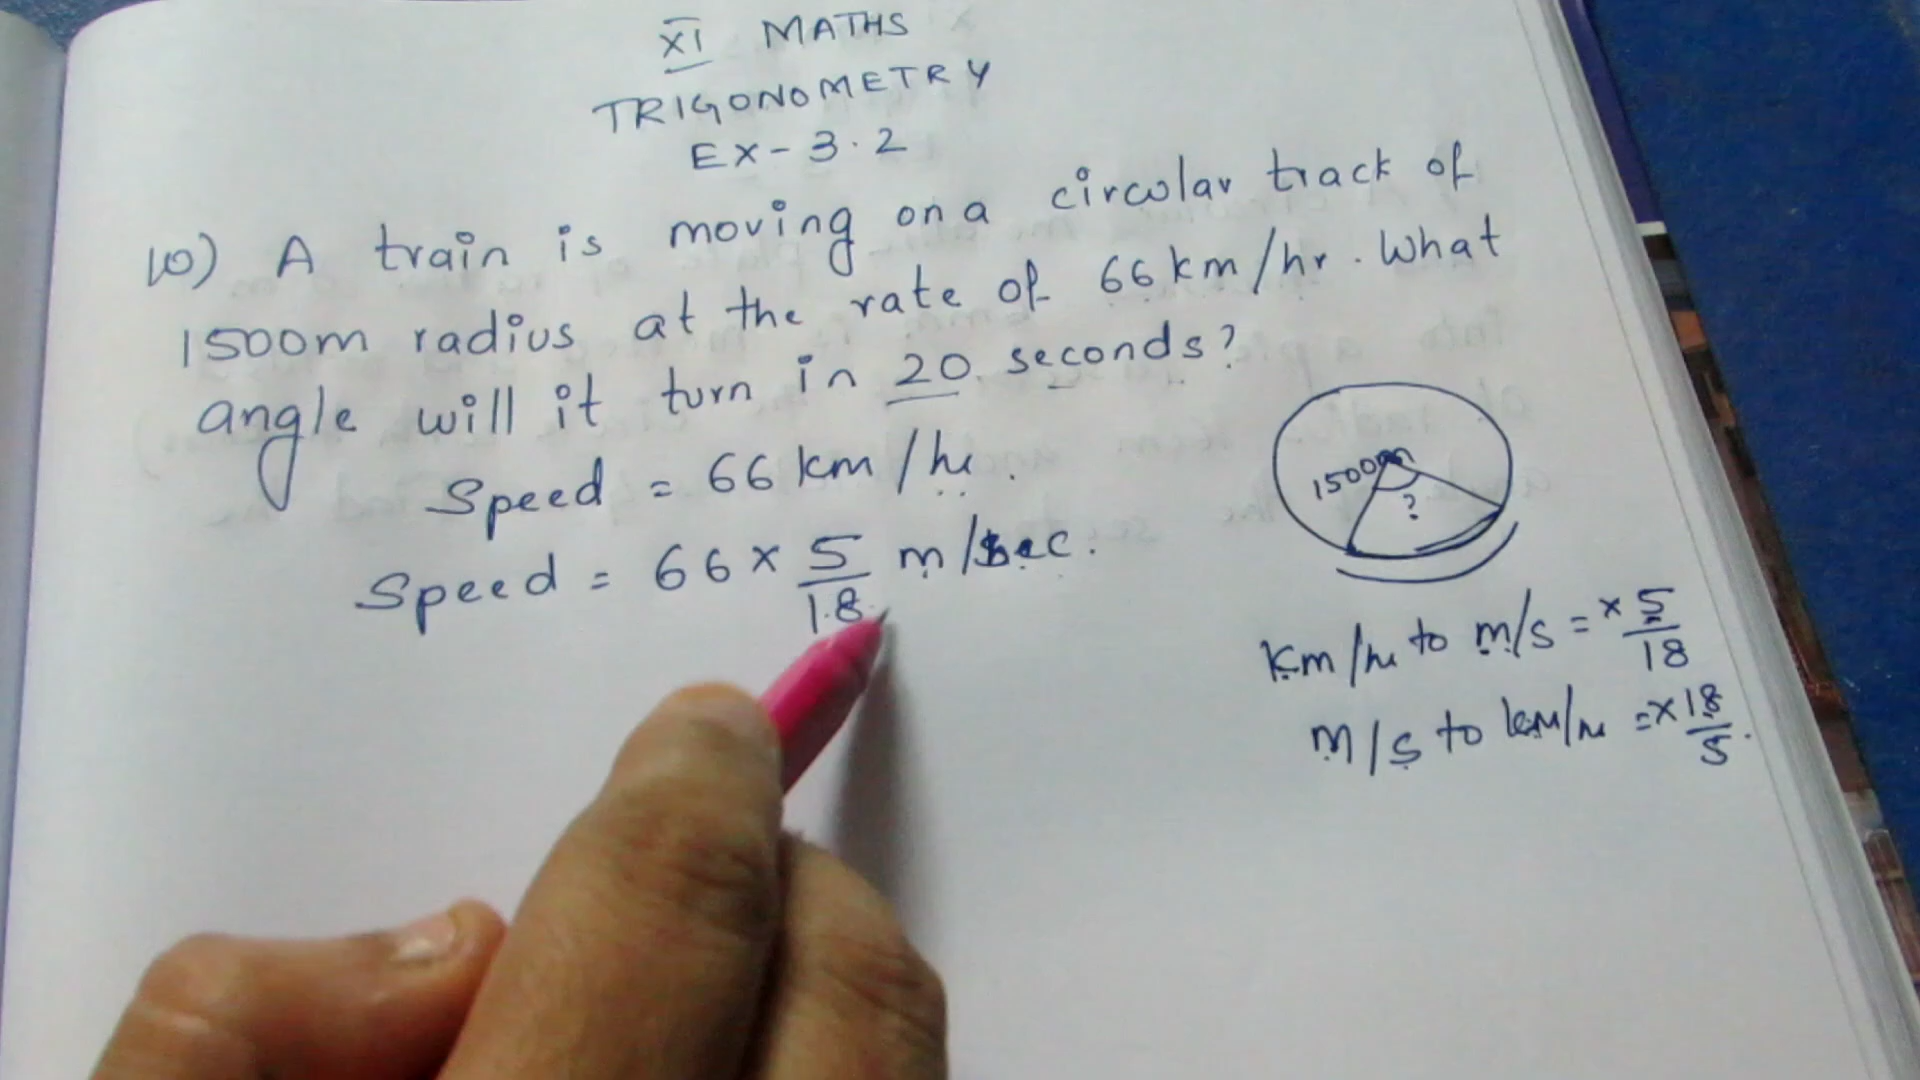 XI MATHS
TRIGONOMETRY
EX - 3.2
10) A train is moving on a circular track of
1500m radius at the rate of 66km/hr. What
angle will it turn in 20 seconds?
Speed = 66 km/hr.
Speed = 66 × 5/18 m/sec.
1500m
?
Km/hr to m/s = × 5/18
m/s to km/hr = × 18/5.